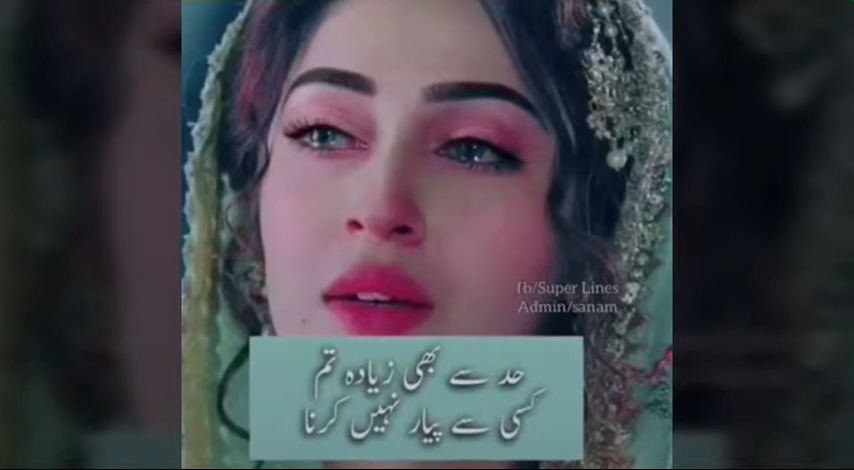 fb/Super Lines
Admin/sanam
حد سے بھی زیادہ تم
کسی سے پیار نہیں کرنا